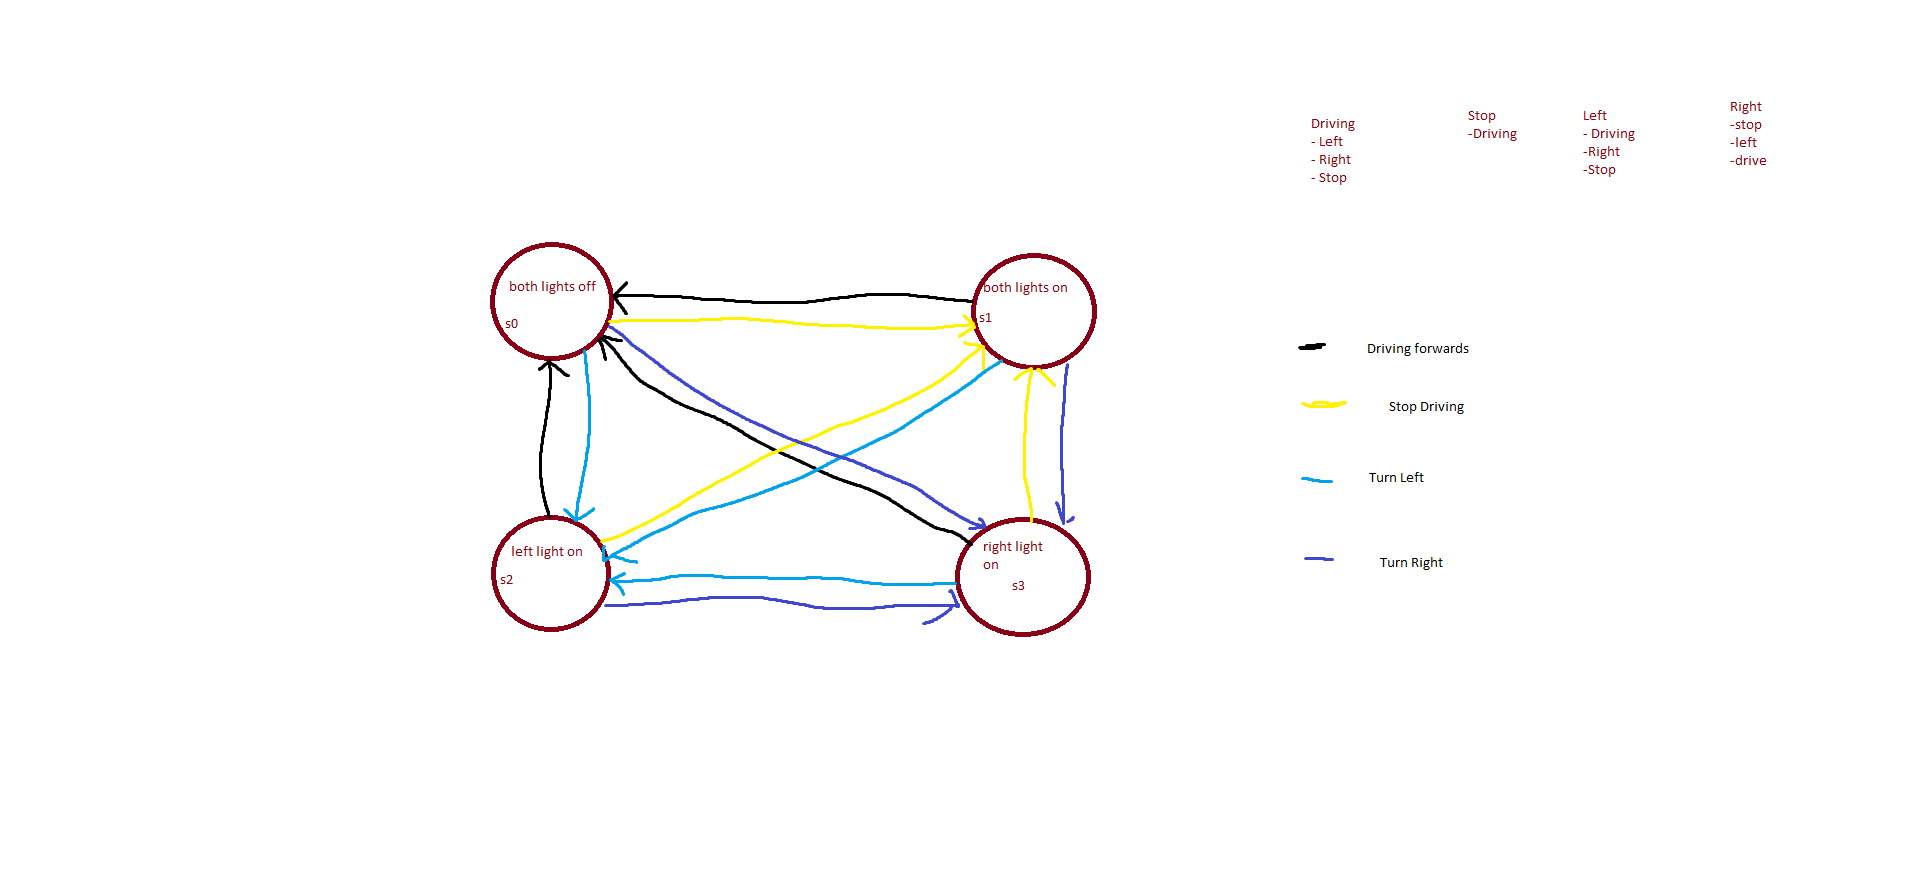 Driving
- Left
- Right
- Stop
Stop
-Driving
Left
- Driving
-Right
-Stop
Right
-stop
-left
-drive
both lights off
s0
both lights on
s1
left light on
s2
right light
on
s3
Driving forwards
Stop Driving
Turn Left
Turn Right